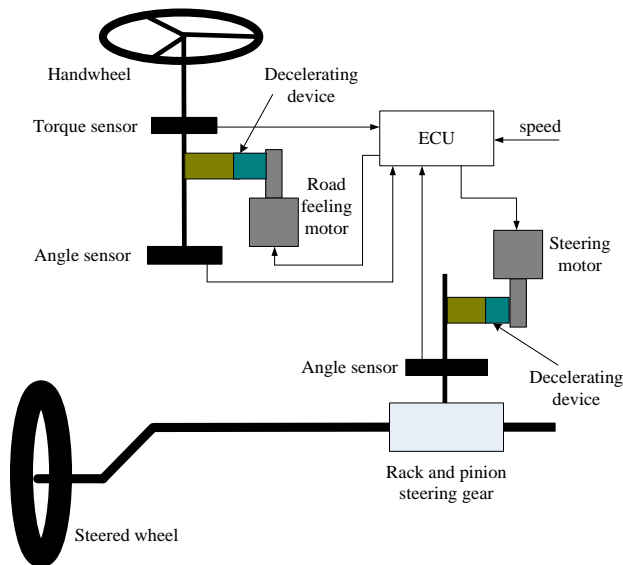 Handwheel
Decelerating
device
Torque sensor
ECU
speed
Road
feeling
motor
Angle sensor
Steering
motor
Angle sensor
Decelerating
device
Rack and pinion
steering gear
Steered wheel